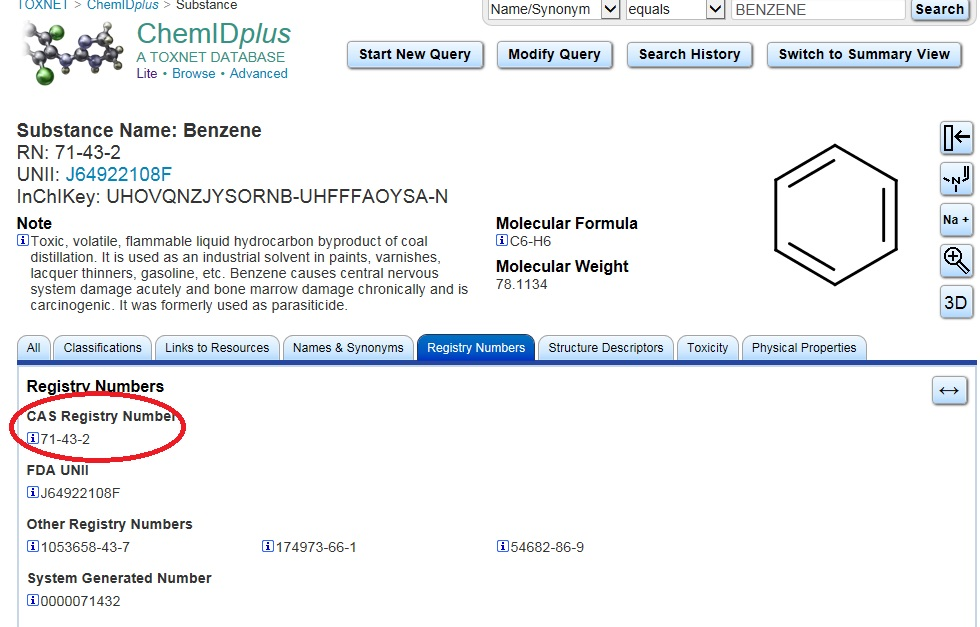 TOXNET > ChemIDplus > Substance
Name/Synonym equals BENZENE Search
ChemIDplus
A TOXNET DATABASE
Lite • Browse • Advanced
Start New Query Modify Query Search History Switch to Summary View
Substance Name: Benzene
RN: 71-43-2
UNII: J64922108F
InChIKey: UHOVQNZJYSORNB-UHFFFAOYSA-N
Note
Toxic, volatile, flammable liquid hydrocarbon byproduct of coal
distillation. It is used as an industrial solvent in paints, varnishes,
lacquer thinners, gasoline, etc. Benzene causes central nervous
system damage acutely and bone marrow damage chronically and is
carcinogenic. It was formerly used as parasiticide.
Molecular Formula
C6-H6
Molecular Weight
78.1134
N
Na +
3D
All Classifications Links to Resources Names & Synonyms Registry Numbers Structure Descriptors Toxicity Physical Properties
Registry Numbers
CAS Registry Number
71-43-2
FDA UNII
J64922108F
Other Registry Numbers
1053658-43-7 174973-66-1 54682-86-9
System Generated Number
0000071432